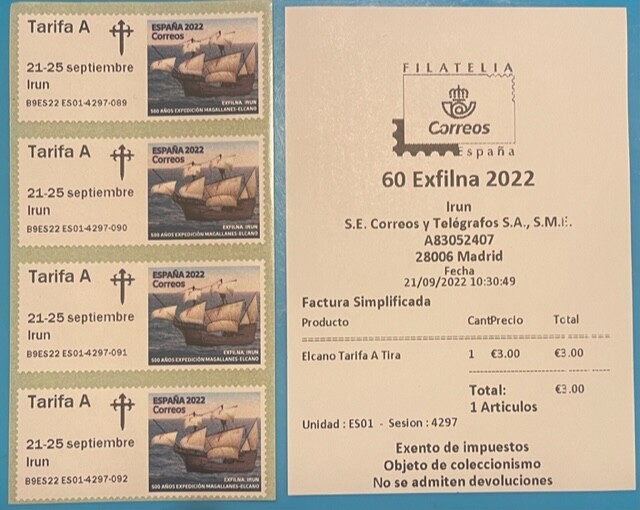 Tarifa A
21-25 septiembre
Irun
B9ES22 ES01-4297-089
ESPAÑA 2022
Correos
EXFILNA. IRUN
500 AÑOS EXPEDICIÓN MAGALLANES-ELCANO
Tarifa A
21-25 septiembre
Irun
B9ES22 ES01-4297-090
ESPAÑA 2022
Correos
EXFILNA. IRUN
500 AÑOS EXPEDICIÓN MAGALLANES-ELCANO
Tarifa A
21-25 septiembre
Irun
B9ES22 ES01-4297-091
ESPAÑA 2022
Correos
EXFILNA. IRUN
500 AÑOS EXPEDICIÓN MAGALLANES-ELCANO
Tarifa A
21-25 septiembre
Irun
B9ES22 ES01-4297-092
ESPAÑA 2022
Correos
EXFILNA. IRUN
500 AÑOS EXPEDICIÓN MAGALLANES-ELCANO
FILATELIA
Correos
España
60 Exfilna 2022
Irun
S.E. Correos y Telégrafos S.A., S.M.E.
A83052407
28006 Madrid
Fecha
21/09/2022 10:30:49
Factura Simplificada
Producto CantPrecio Total
Elcano Tarifa A Tira 1 €3.00 €3.00
Total: €3.00
1 Articulos
Unidad : ES01 - Sesion : 4297
Exento de impuestos
Objeto de coleccionismo
No se admiten devoluciones